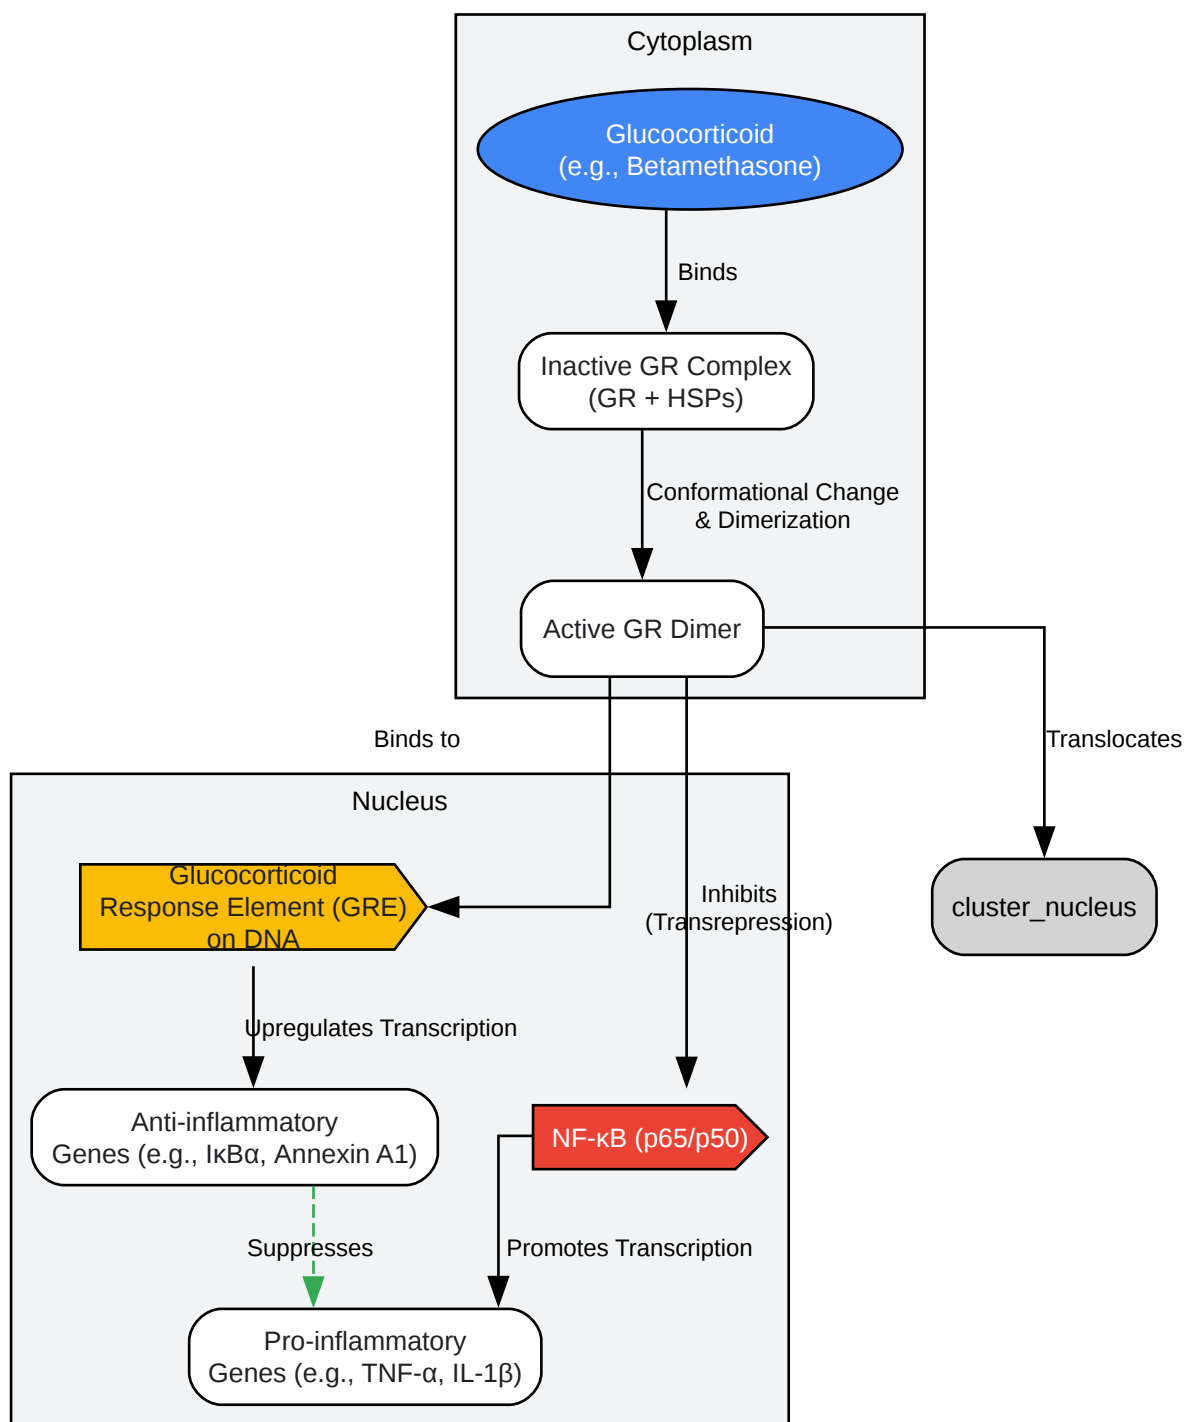 Cytoplasm
Glucocorticoid
(e.g., Betamethasone)
Binds
Inactive GR Complex
(GR + HSPs)
Conformational Change
& Dimerization
Active GR Dimer
Binds to
Translocates
Nucleus
Glucocorticoid
Response Element (GRE)
on DNA
Inhibits
(Transrepression)
cluster_nucleus
Upregulates Transcription
Anti-inflammatory
Genes (e.g., IκBα, Annexin A1)
NF-κB (p65/p50)
Suppresses
Promotes Transcription
Pro-inflammatory
Genes (e.g., TNF-α, IL-1β)